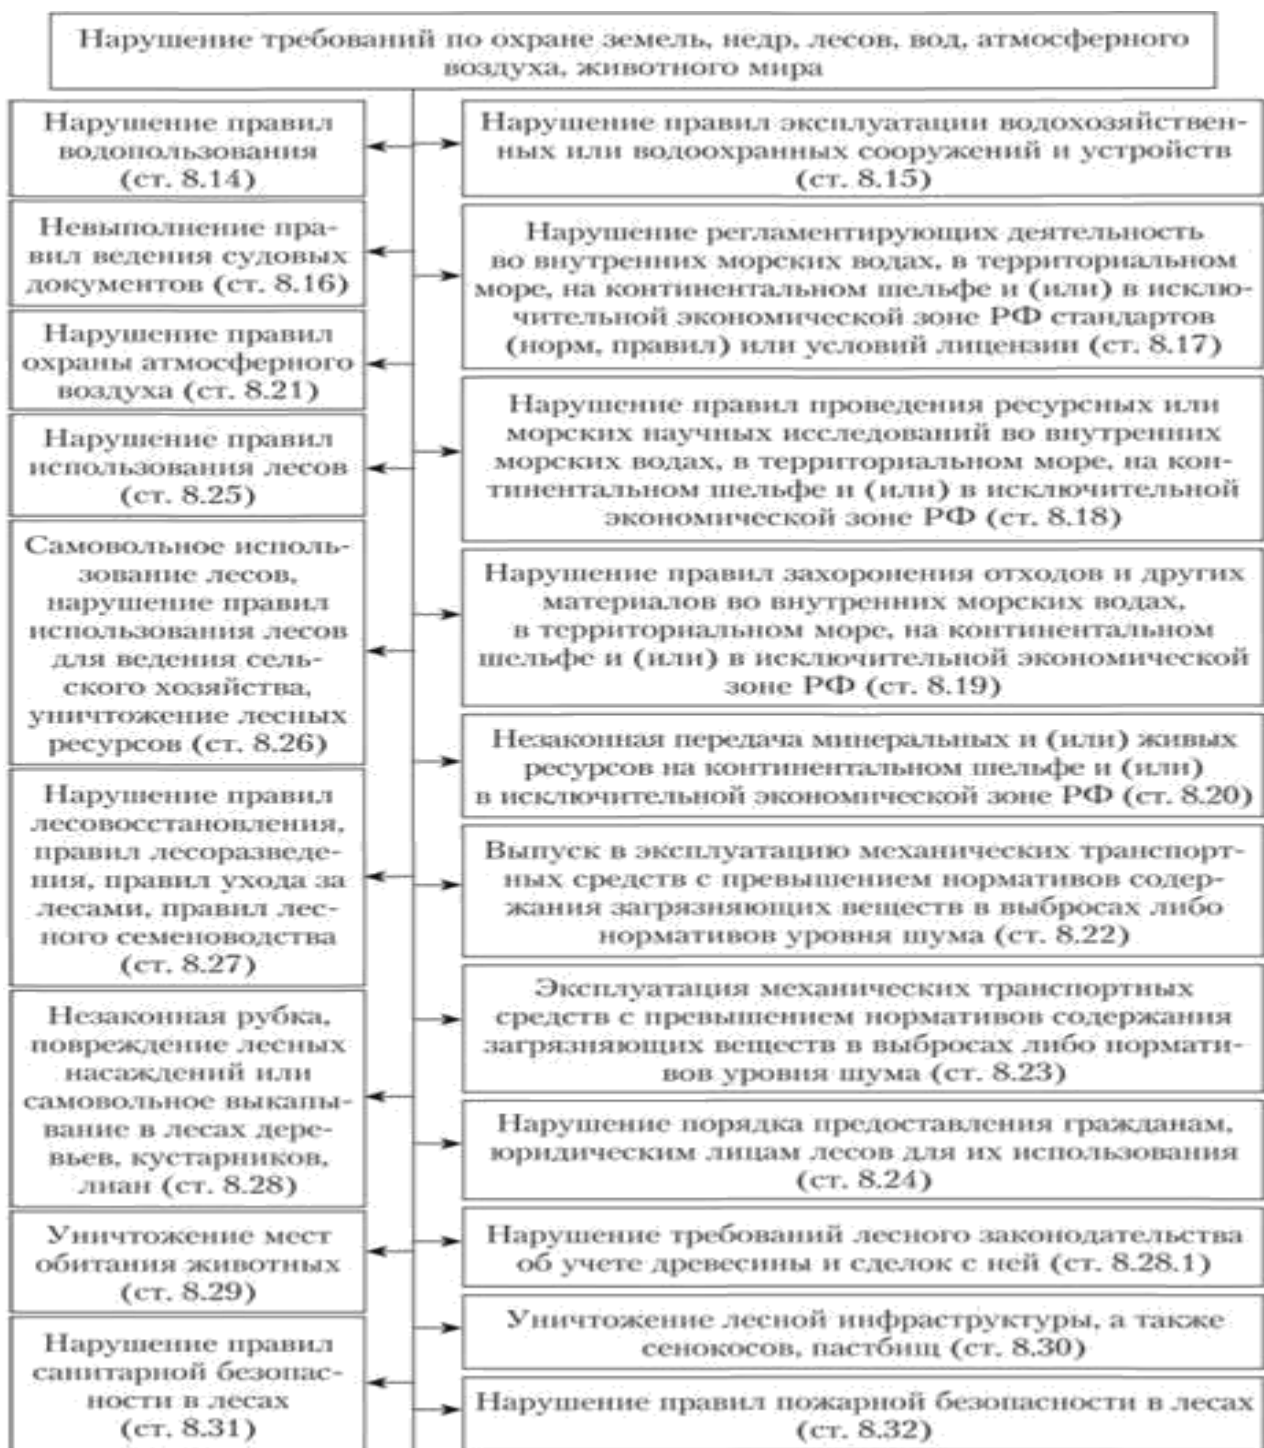 Нарушение требований по охране земель, недр, лесов, вод, атмосферного
воздуха, животного мира
Нарушение правил
водопользования
(ст. 8.14)
Невыполнение пра-
вил ведения судовых
документов (ст. 8.16)
Нарушение правил
охраны атмосферного
воздуха (ст. 8.21)
Нарушение правил
использования лесов
(ст. 8.25)
Самовольное исполь-
зование лесов,
нарушение правил
использования лесов
для ведения сель-
ского хозяйства,
уничтожение лесных
ресурсов (ст. 8.26)
Нарушение правил
лесовосстановления,
правил лесоразведе-
ния, правил ухода за
лесами, правил лес-
ного семеноводства
(ст. 8.27)
Незаконная рубка,
повреждение лесных
насаждений или
самовольное выкапы-
вание в лесах дере-
вьев, кустарников,
лиан (ст. 8.28)
Уничтожение мест
обитания животных
(ст. 8.29)
Нарушение правил
санитарной безопас-
ности в лесах
(ст. 8.31)
Нарушение правил эксплуатации водохозяйствен-
ных или водоохранных сооружений и устройств
(ст. 8.15)
Нарушение регламентирующих деятельность
во внутренних морских водах, в территориальном
море, на континентальном шельфе и (или) в исклю-
чительной экономической зоне РФ стандартов
(норм, правил) или условий лицензии (ст. 8.17)
Нарушение правил проведения ресурсных или
морских научных исследований во внутренних
морских водах, в территориальном море, на кон-
тинентальном шельфе и (или) в исключительной
экономической зоне РФ (ст. 8.18)
Нарушение правил захоронения отходов и других
материалов во внутренних морских водах,
в территориальном море, на континентальном
шельфе и (или) в исключительной экономической
зоне РФ (ст. 8.19)
Незаконная передача минеральных и (или) живых
ресурсов на континентальном шельфе и (или)
в исключительной экономической зоне РФ (ст. 8.20)
Выпуск в эксплуатацию механических транспорт-
ных средств с превышением нормативов содер-
жания загрязняющих веществ в выбросах либо
нормативов уровня шума (ст. 8.22)
Эксплуатация механических транспортных
средств с превышением нормативов содержания
загрязняющих веществ в выбросах либо нормати-
вов уровня шума (ст. 8.23)
Нарушение порядка предоставления гражданам,
юридическим лицам лесов для их использования
(ст. 8.24)
Нарушение требований лесного законодательства
об учете древесины и сделок с ней (ст. 8.28.1)
Уничтожение лесной инфраструктуры, а также
сенокосов, пастбищ (ст. 8.30)
Нарушение правил пожарной безопасности в лесах
(ст. 8.32)